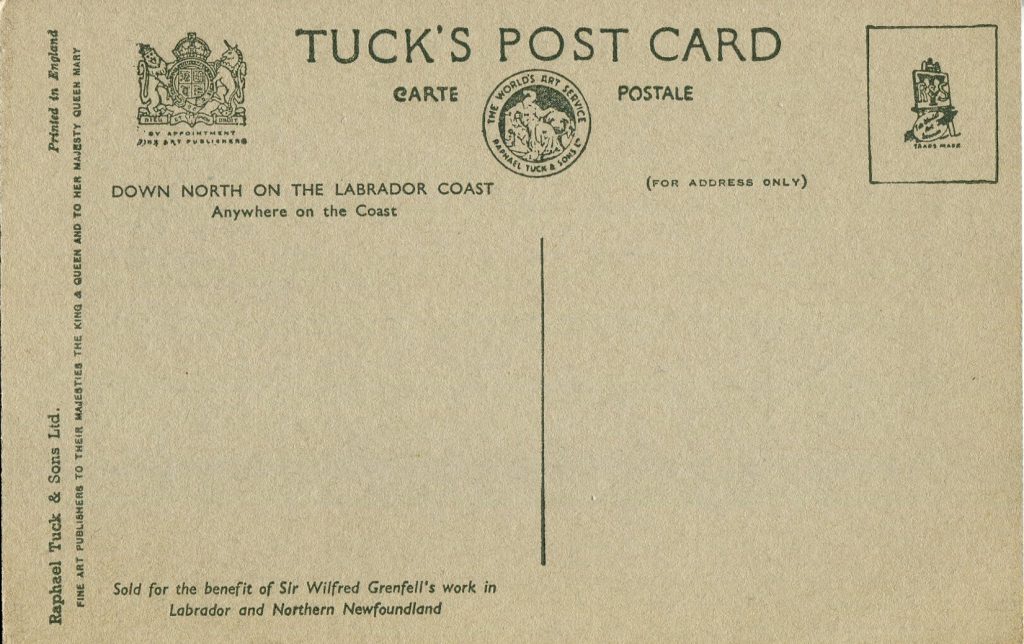 TUCK'S POST CARD
CARTE POSTALE
BY APPOINTMENT
FINE ART PUBLISHERS
THE WORLD'S ART SERVICE
RAPHAEL TUCK & SONS LD
TRADE MARK
DOWN NORTH ON THE LABRADOR COAST
Anywhere on the Coast
(FOR ADDRESS ONLY)
Sold for the benefit of Sir Wilfred Grenfell's work in
Labrador and Northern Newfoundland
Raphael Tuck & Sons Ltd.
Printed in England
FINE ART PUBLISHERS TO THEIR MAJESTIES THE KING & QUEEN AND TO HER MAJESTY QUEEN MARY